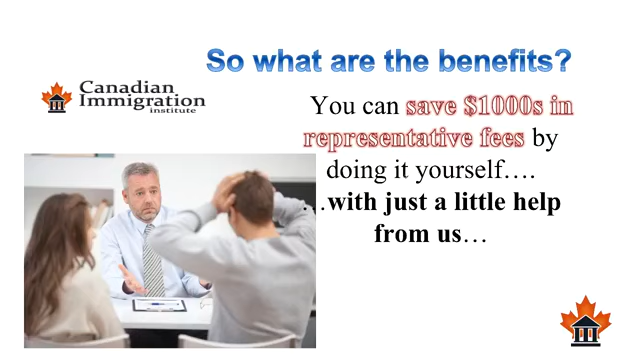 So what are the benefits?
Canadian
Immigration
institute
You can save $1000s in
representative fees by
doing it yourself….
…with just a little help
from us…